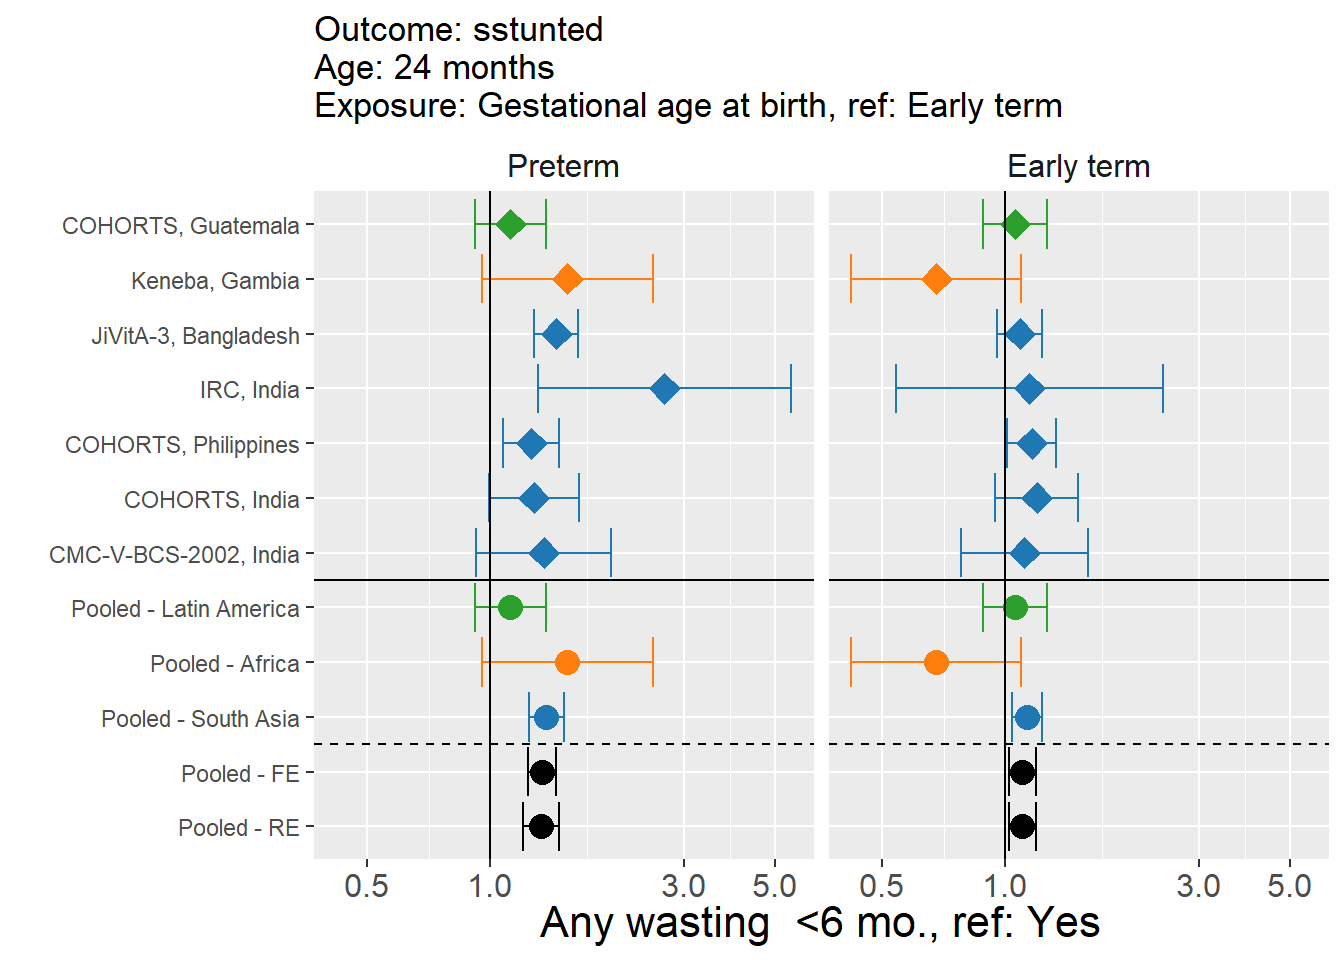 Outcome: sstunted
Age: 24 months
Exposure: Gestational age at birth, ref: Early term
Preterm
Early term
COHORTS, Guatemala
Keneba, Gambia
JiVitA-3, Bangladesh
IRC, India
COHORTS, Philippines
COHORTS, India
CMC-V-BCS-2002, India
Pooled - Latin America
Pooled - Africa
Pooled - South Asia
Pooled - FE
Pooled - RE
0.5 1.0 3.0 5.0
0.5 1.0 3.0 5.0
Any wasting  <6 mo., ref: Yes